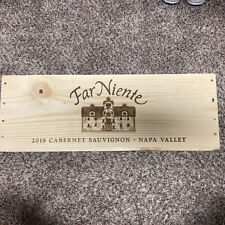 Far Niente
2019 CABERNET SAUVIGNON • NAPA VALLEY